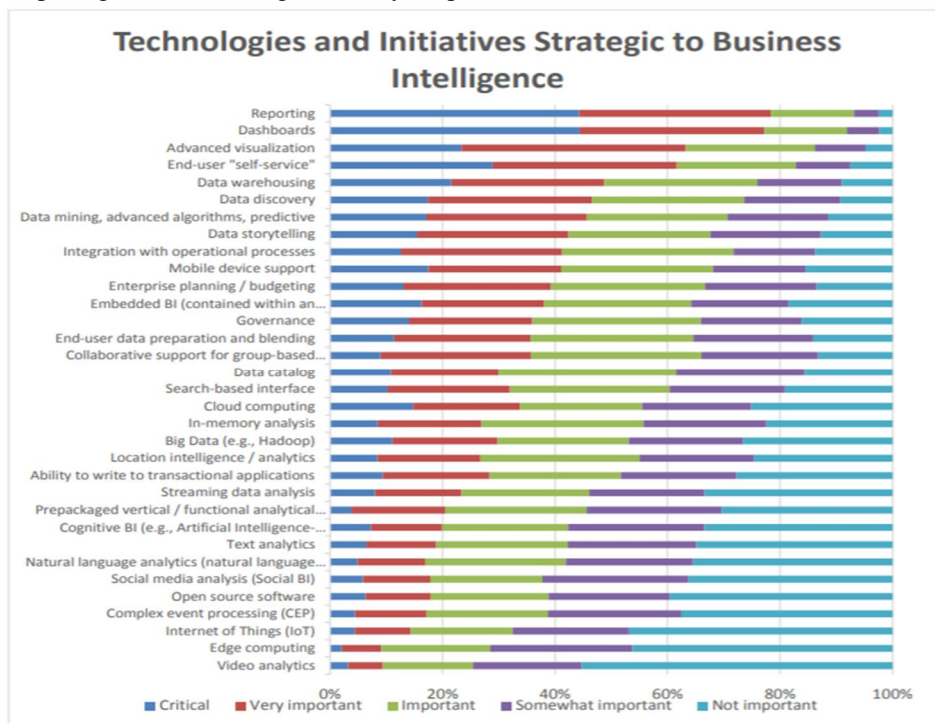 Technologies and Initiatives Strategic to Business
Intelligence
Reporting
Dashboards
Advanced visualization
End-user "self-service"
Data warehousing
Data discovery
Data mining, advanced algorithms, predictive
Data storytelling
Integration with operational processes
Mobile device support
Enterprise planning / budgeting
Embedded BI (contained within an...
Governance
End-user data preparation and blending
Collaborative support for group-based...
Data catalog
Search-based interface
Cloud computing
In-memory analysis
Big Data (e.g., Hadoop)
Location intelligence / analytics
Ability to write to transactional applications
Streaming data analysis
Prepackaged vertical / functional analytical...
Cognitive BI (e.g., Artificial Intelligence-...
Text analytics
Natural language analytics (natural language...
Social media analysis (Social BI)
Open source software
Complex event processing (CEP)
Internet of Things (IoT)
Edge computing
Video analytics
0% 20% 40% 60% 80% 100%
Critical Very important Important Somewhat important Not important